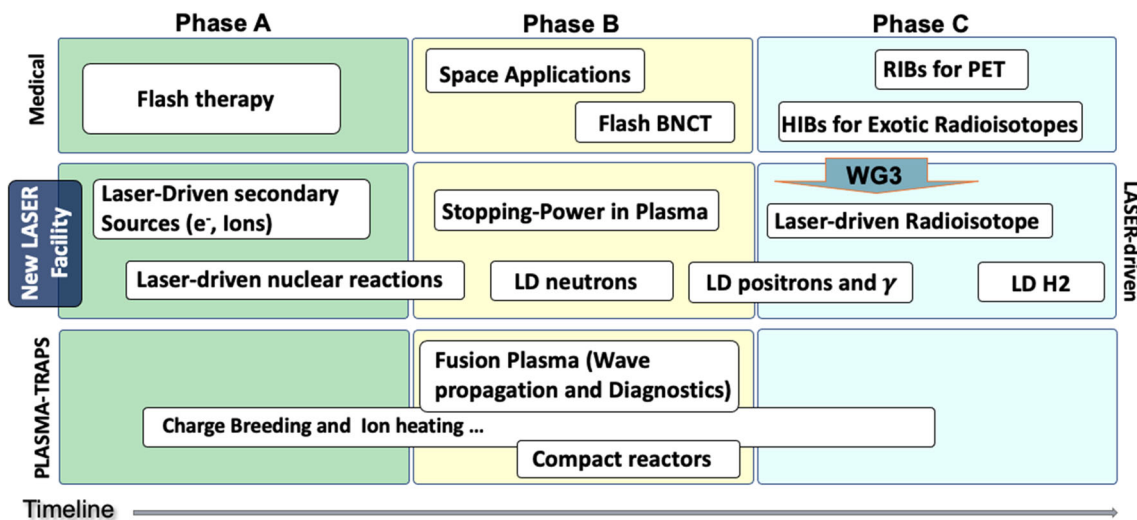 Phase A
Phase B
Phase C
Medical
Flash therapy
Space Applications
Flash BNCT
RIBs for PET
HIBs for Exotic Radioisotopes
New LASER
Facility
Laser-Driven secondary
Sources (e⁻, Ions)
Laser-driven nuclear reactions
Stopping-Power in Plasma
LD neutrons
WG3
Laser-driven Radioisotope
LD positrons and γ
LD H2
LASER-driven
PLASMA-TRAPS
Fusion Plasma (Wave
propagation and Diagnostics)
Charge Breeding and Ion heating ...
Compact reactors
Timeline